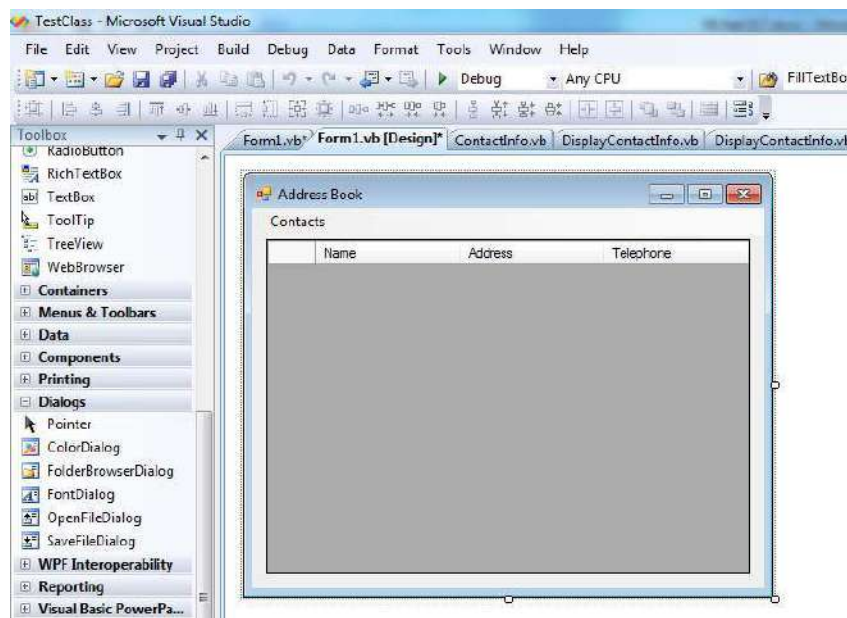 TestClass - Microsoft Visual Studio
File Edit View Project Build Debug Data Format Tools Window Help
Debug Any CPU FillTextBo
Toolbox
Form1.vb* Form1.vb [Design]* ContactInfo.vb DisplayContactInfo.vb DisplayContactInfo.vb
RadioButton
RichTextBox
abl TextBox
ToolTip
TreeView
WebBrowser
Containers
Menus & Toolbars
Data
Components
Printing
Dialogs
Pointer
ColorDialog
FolderBrowserDialog
FontDialog
OpenFileDialog
SaveFileDialog
WPF Interoperability
Reporting
Visual Basic PowerPa...
Address Book
Contacts
Name Address Telephone